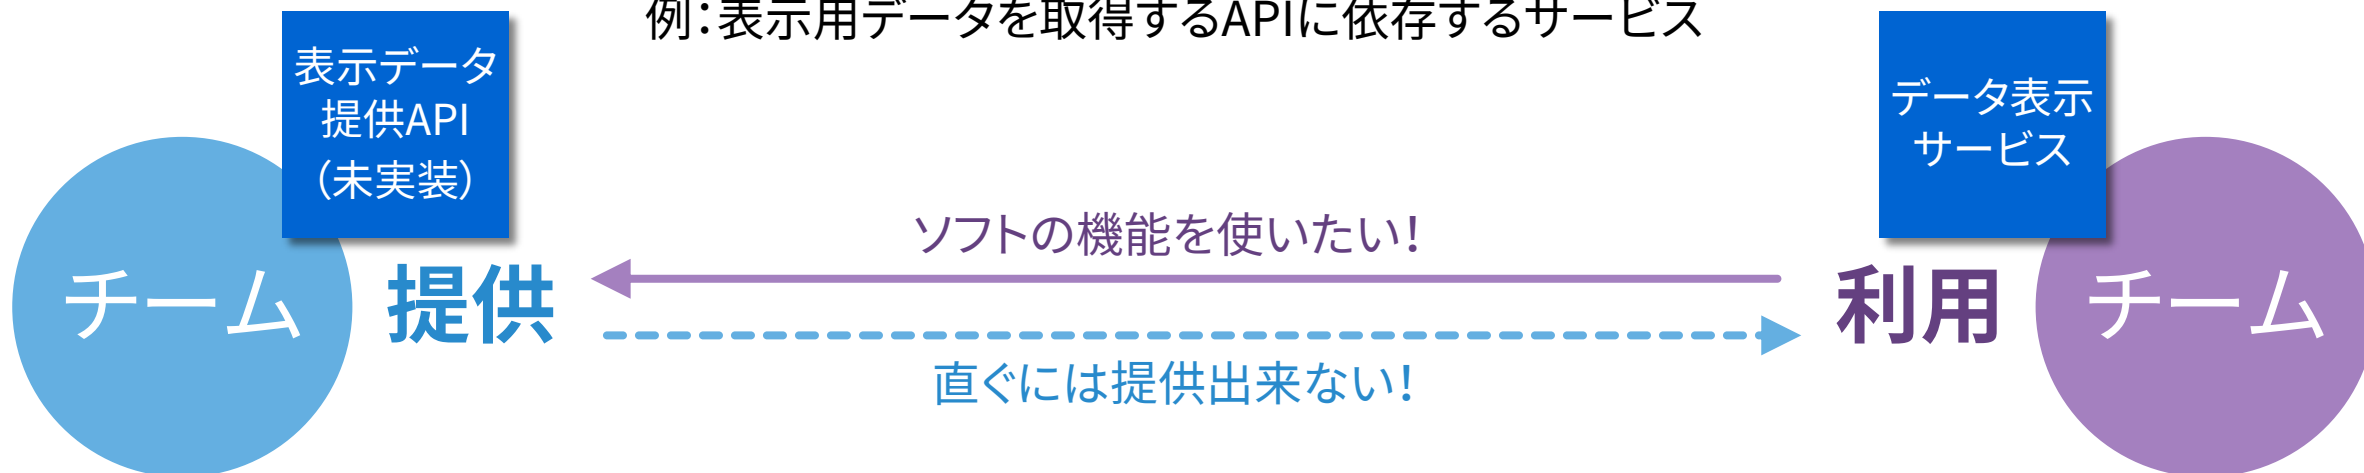 例：表示用データを取得するAPIに依存するサービス
表示データ
提供API
（未実装）
データ表示
サービス
ソフトの機能を使いたい！
チーム
提供
利用
チーム
直ぐには提供出来ない！